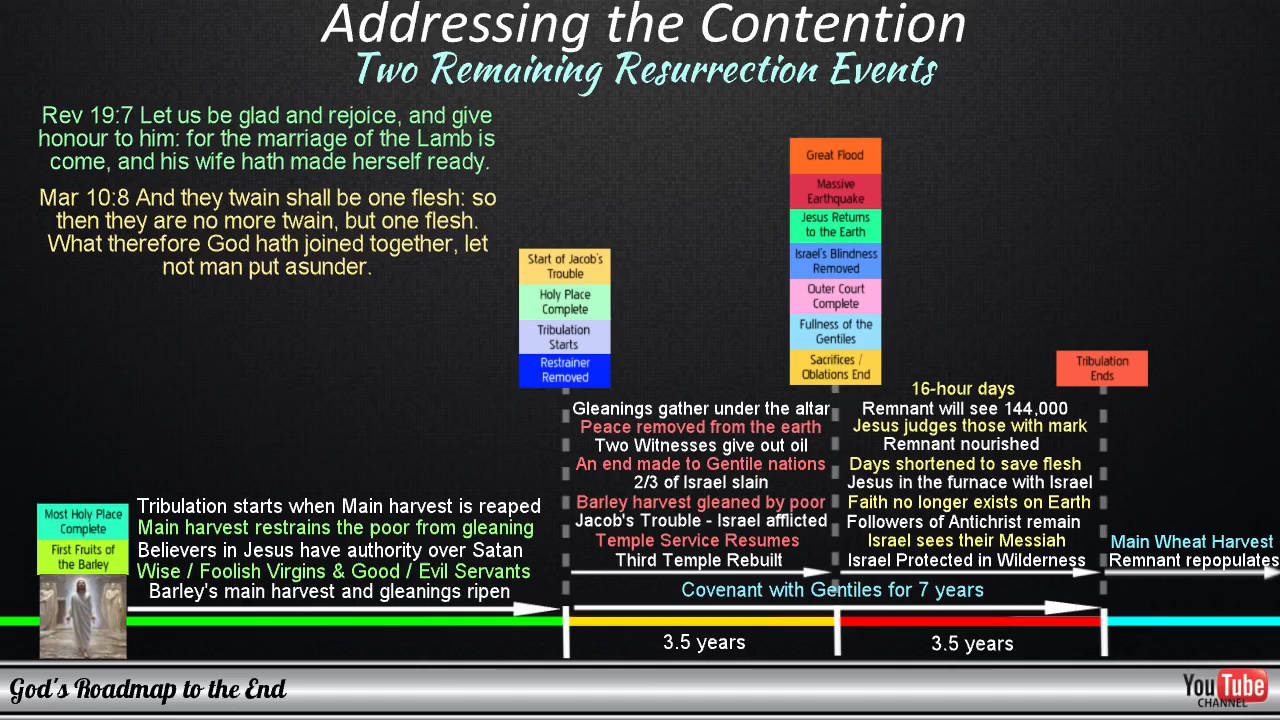 Addressing the Contention
Two Remaining Resurrection Events
Rev 19:7 Let us be glad and rejoice, and give
honour to him: for the marriage of the Lamb is
come, and his wife hath made herself ready.
Mar 10:8 And they twain shall be one flesh: so
then they are no more twain, but one flesh.
What therefore God hath joined together, let
not man put asunder.
Start of Jacob's
Trouble
Holy Place
Complete
Tribulation
Starts
Restrainer
Removed
Great Flood
Massive
Earthquake
Jesus Returns
to the Earth
Israel's Blindness
Removed
Outer Court
Complete
Fullness of the
Gentiles
Sacrifices /
Oblations End
Tribulation
Ends
Most Holy Place
Complete
First Fruits of
the Barley
Tribulation starts when Main harvest is reaped
Main harvest restrains the poor from gleaning
Believers in Jesus have authority over Satan
Wise / Foolish Virgins & Good / Evil Servants
Barley's main harvest and gleanings ripen
Gleanings gather under the altar
Peace removed from the earth
Two Witnesses give out oil
An end made to Gentile nations
2/3 of Israel slain
Barley harvest gleaned by poor
Jacob's Trouble - Israel afflicted
Temple Service Resumes
Third Temple Rebuilt
16-hour days
Remnant will see 144,000
Jesus judges those with mark
Remnant nourished
Days shortened to save flesh
Jesus in the furnace with Israel
Faith no longer exists on Earth
Followers of Antichrist remain
Israel sees their Messiah
Israel Protected in Wilderness
Main Wheat Harvest
Remnant repopulates
Covenant with Gentiles for 7 years
3.5 years
3.5 years
God's Roadmap to the End
YouTube
CHANNEL